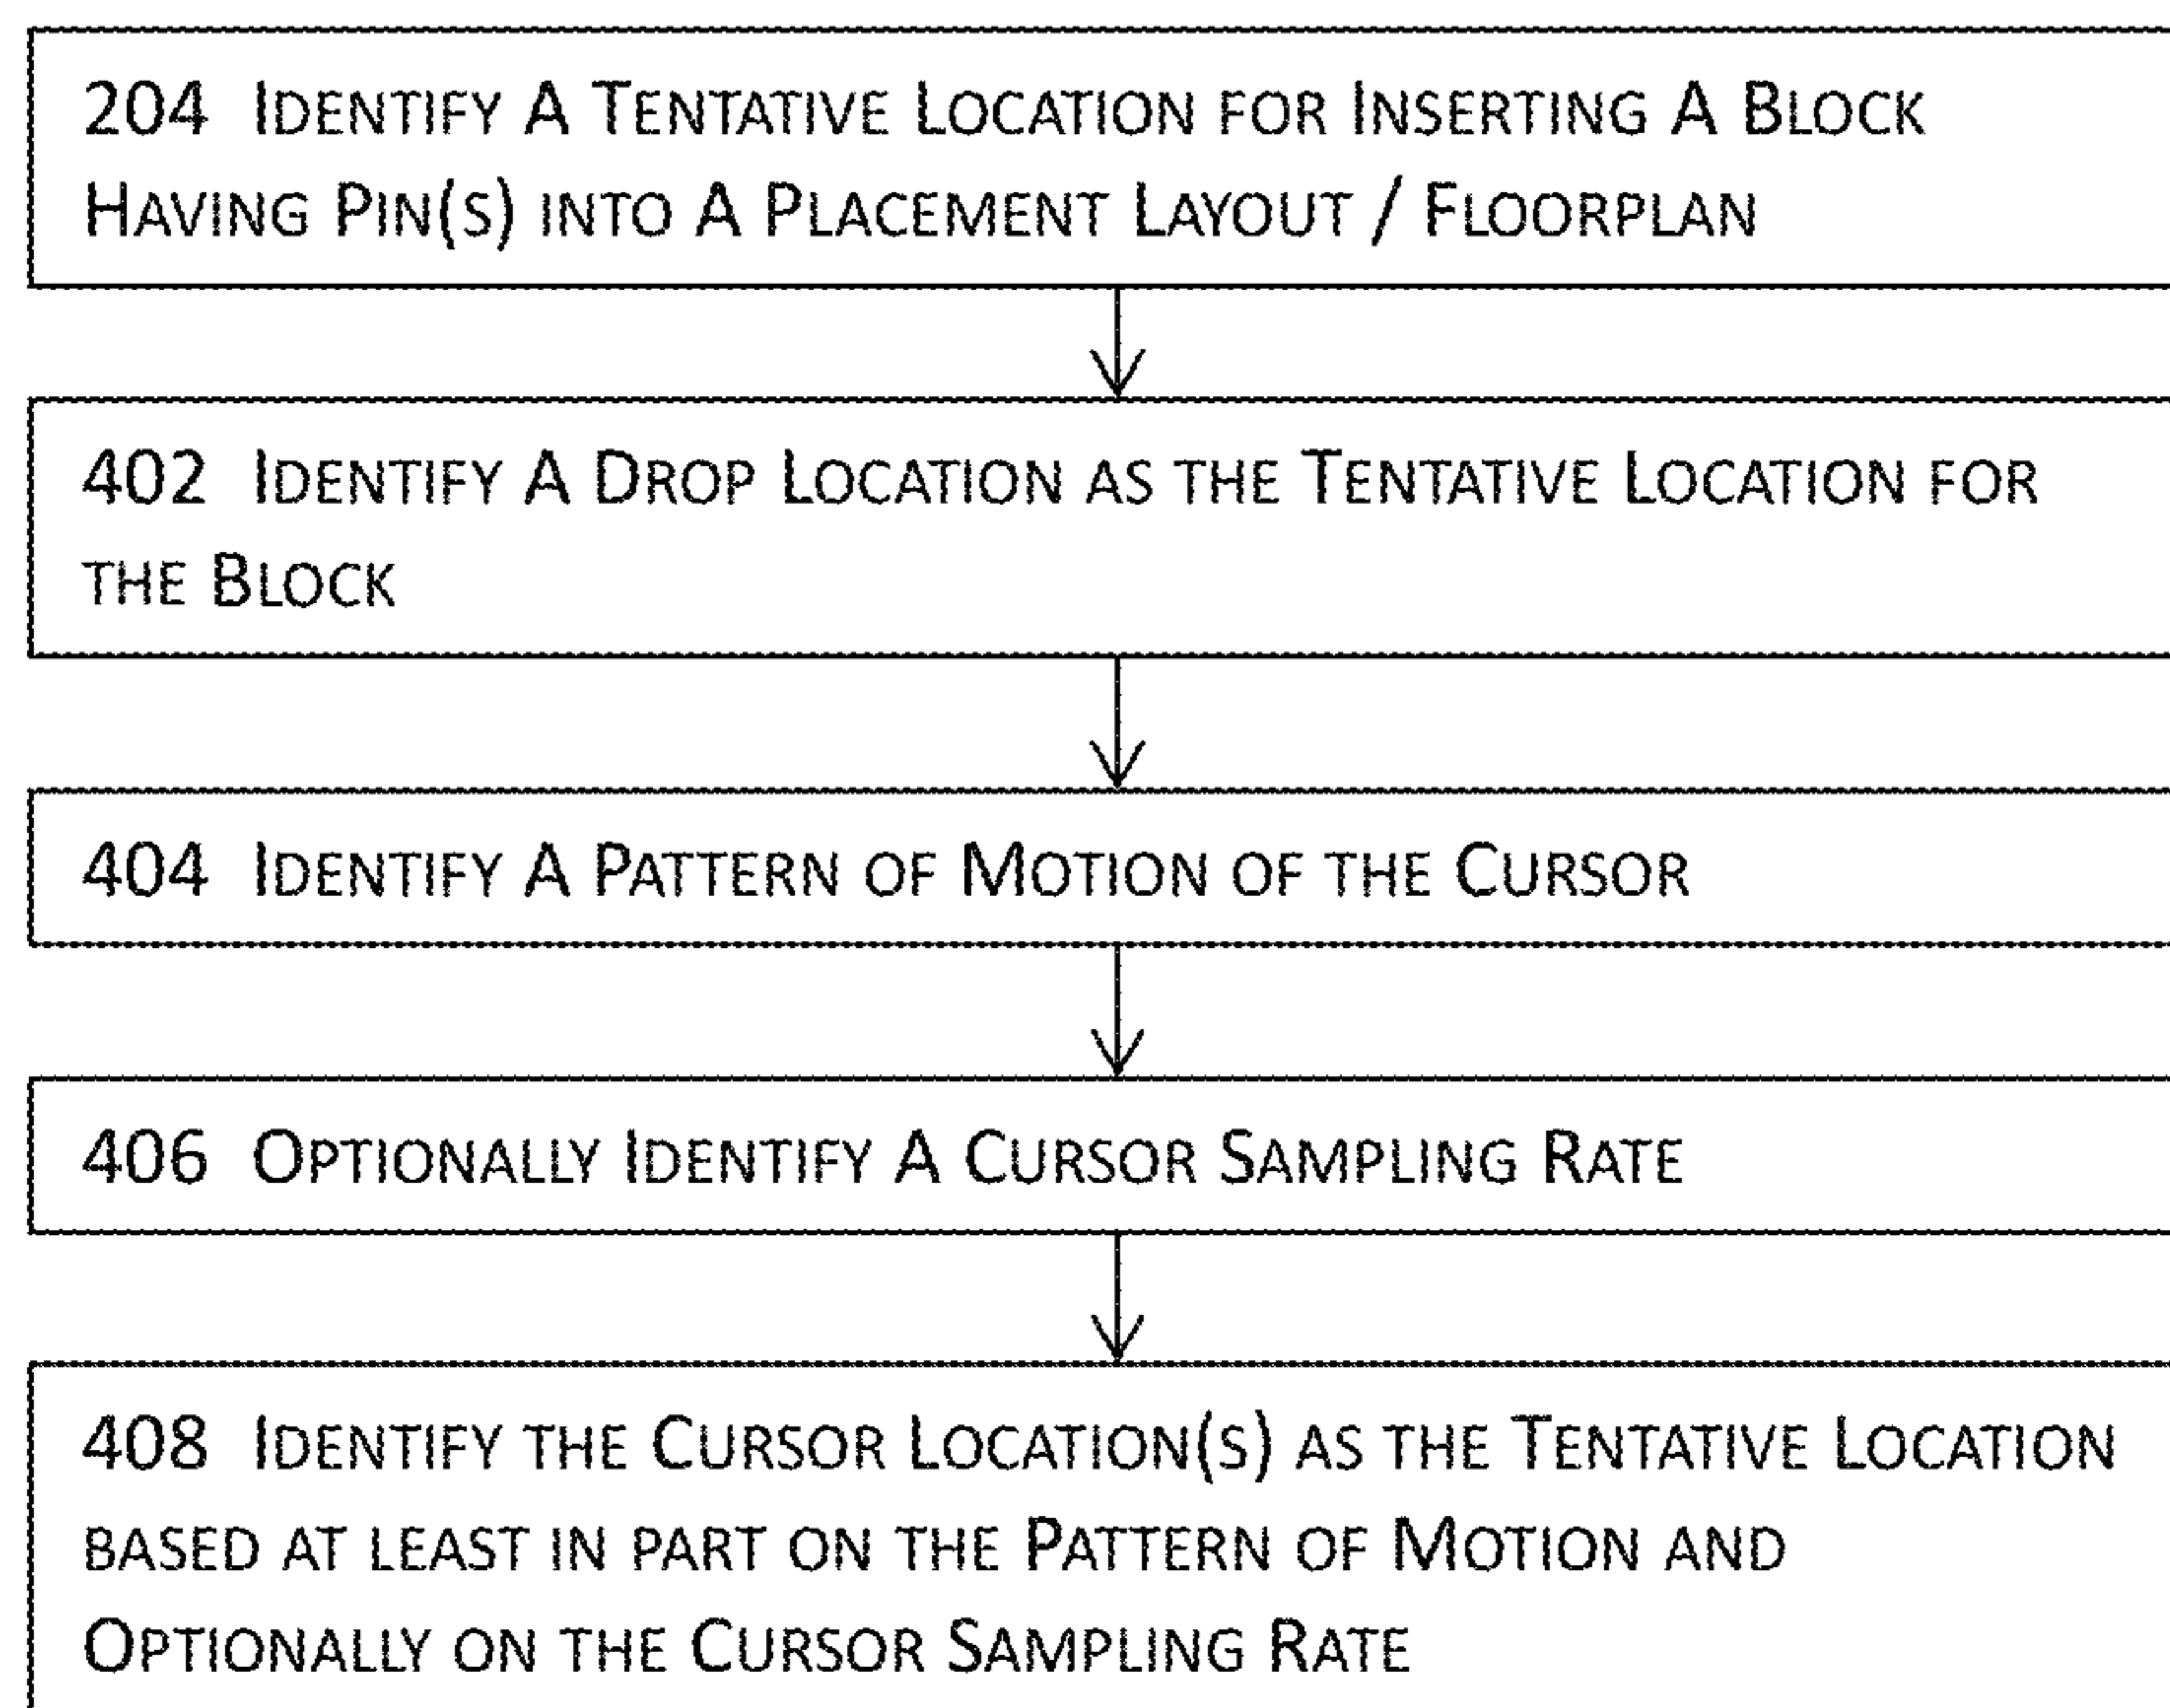 204 IDENTIFY A TENTATIVE LOCATION FOR INSERTING A BLOCK
HAVING PIN(S) INTO A PLACEMENT LAYOUT / FLOORPLAN
402 IDENTIFY A DROP LOCATION AS THE TENTATIVE LOCATION FOR
THE BLOCK
404 IDENTIFY A PATTERN OF MOTION OF THE CURSOR
406 OPTIONALLY IDENTIFY A CURSOR SAMPLING RATE
408 IDENTIFY THE CURSOR LOCATION(S) AS THE TENTATIVE LOCATION
BASED AT LEAST IN PART ON THE PATTERN OF MOTION AND
OPTIONALLY ON THE CURSOR SAMPLING RATE